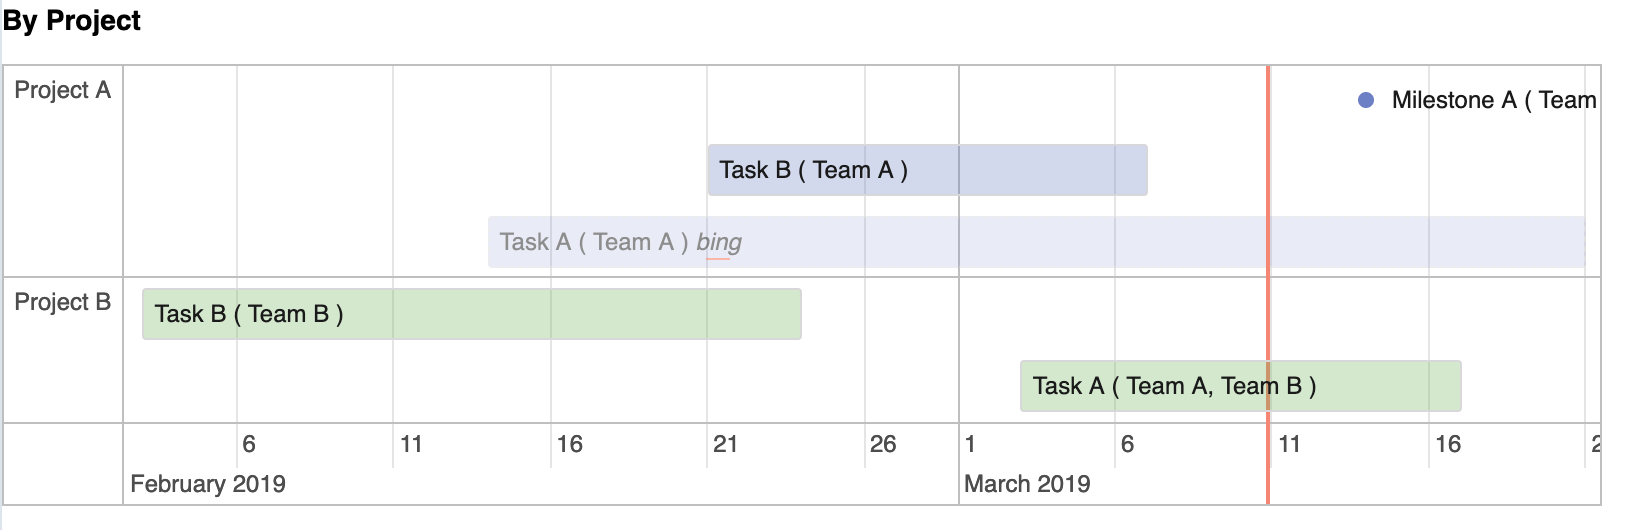 By Project
Project A
Milestone A ( Team
Task B ( Team A )
Task A ( Team A ) bing
Project B
Task B ( Team B )
Task A ( Team A, Team B )
6 11 16 21 26 1 6 11 16
February 2019 March 2019